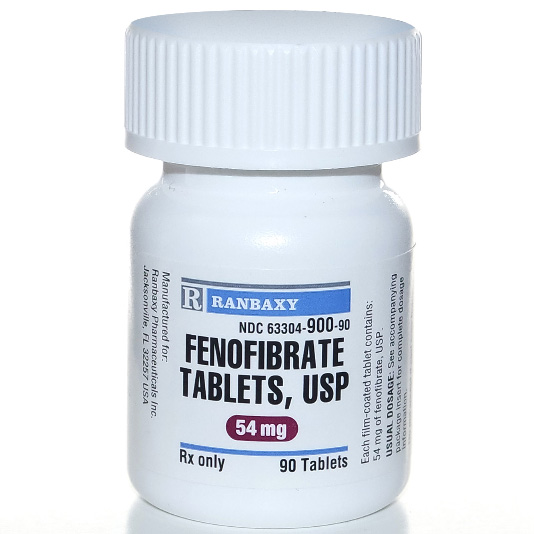 R RANBAXY
NDC 63304-900-90
FENOFIBRATE
TABLETS, USP
54 mg
Rx only 90 Tablets
Manufactured for:
Ranbaxy Pharmaceuticals Inc.
Jacksonville, FL 32257 USA
Each film-coated tablet contains:
54 mg of fenofibrate, USP.
USUAL DOSAGE: See accompanying
package insert for complete dosage
information.